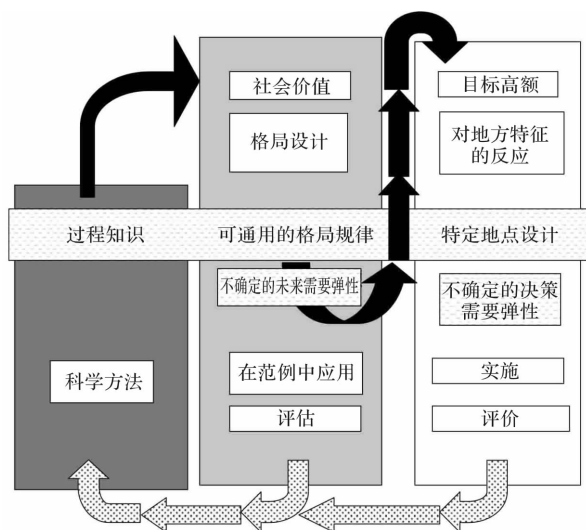 社会价值
目标高额
格局设计
对地方特征
的反应
过程知识
可通用的格局规律
特定地点设计
不确定的未来需要弹性
不确定的决策
需要弹性
科学方法
在范例中应用
实施
评估
评价